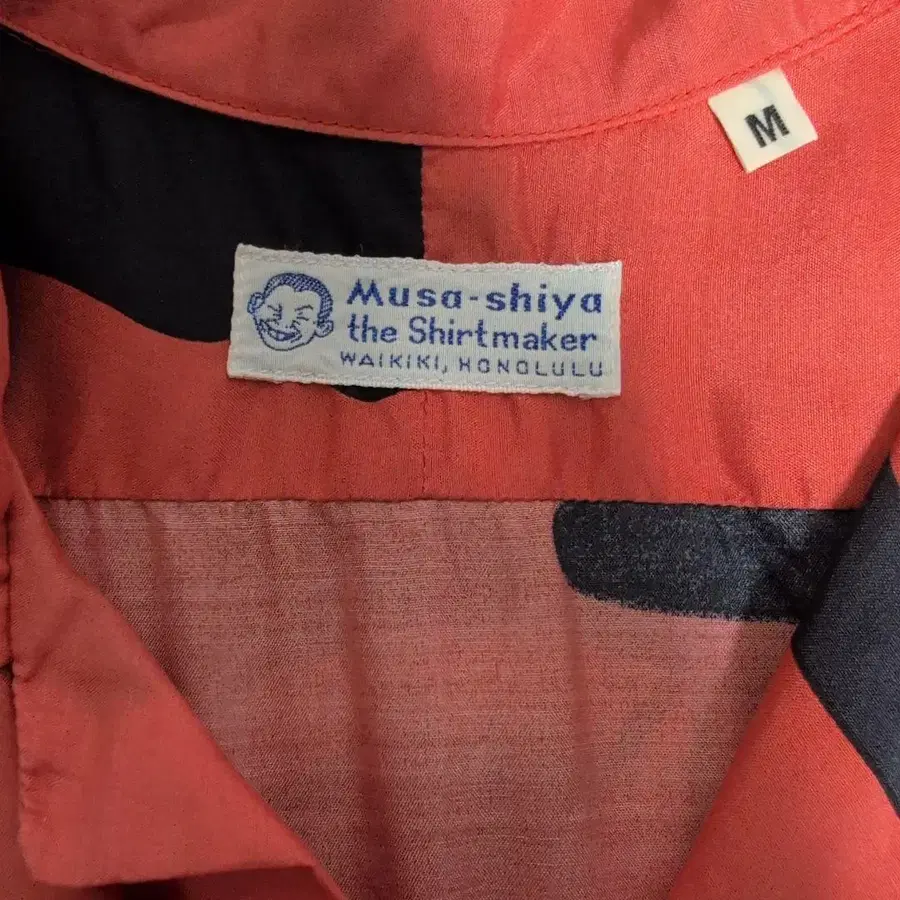 M
Musa-shiya
the Shirtmaker
WAIKIKI, HONOLULU